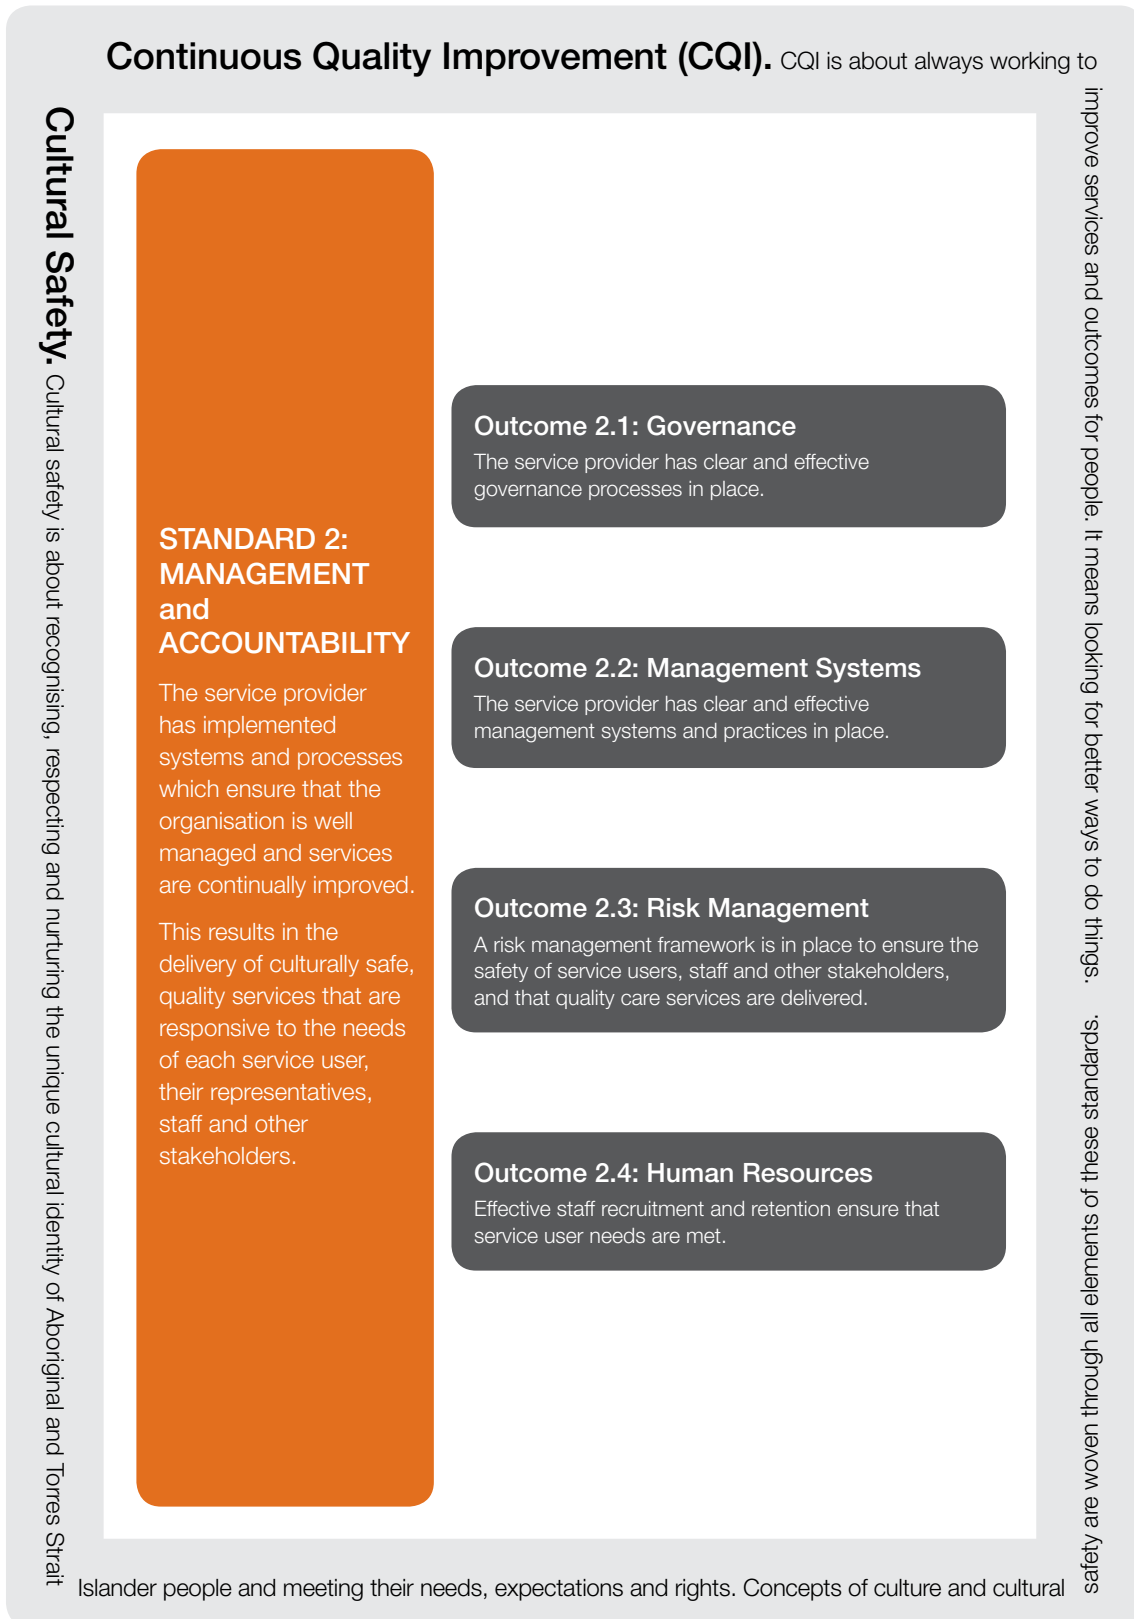 Continuous Quality Improvement (CQI). CQI is about always working to
improve services and outcomes for people. It means looking for better ways to do things.
Cultural Safety. Cultural safety is about recognising, respecting and nurturing the unique cultural identity of Aboriginal and Torres Strait
Islander people and meeting their needs, expectations and rights. Concepts of culture and cultural
safety are woven through all elements of these standards.
STANDARD 2:
MANAGEMENT
and
ACCOUNTABILITY
The service provider
has implemented
systems and processes
which ensure that the
organisation is well
managed and services
are continually improved.
This results in the
delivery of culturally safe,
quality services that are
responsive to the needs
of each service user,
their representatives,
staff and other
stakeholders.
Outcome 2.1: Governance
The service provider has clear and effective
governance processes in place.
Outcome 2.2: Management Systems
The service provider has clear and effective
management systems and practices in place.
Outcome 2.3: Risk Management
A risk management framework is in place to ensure the
safety of service users, staff and other stakeholders,
and that quality care services are delivered.
Outcome 2.4: Human Resources
Effective staff recruitment and retention ensure that
service user needs are met.